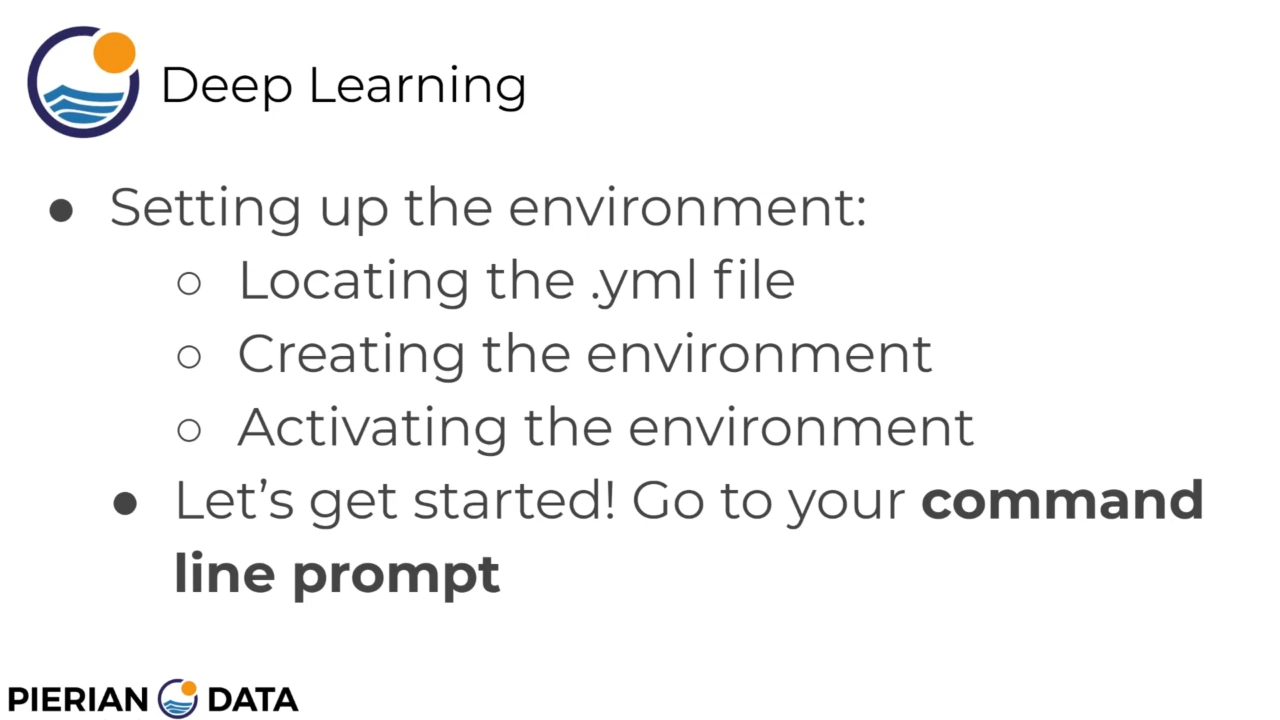 Deep Learning
● Setting up the environment:
○ Locating the .yml file
○ Creating the environment
○ Activating the environment
● Let’s get started! Go to your command
line prompt
PIERIAN DATA